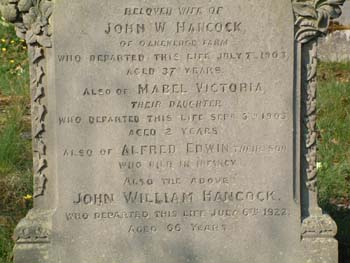 BELOVED WIFE OF
JOHN W HANCOCK,
OF FARM
WHO DEPARTED THIS LIFE JULY 7TH 1903,
AGED 37 YEARS.
ALSO OF MABEL VICTORIA
THEIR DAUGHTER
WHO DEPARTED THIS LIFE SEPR 3RD 1903
AGED 2 YEARS
ALSO OF ALFRED EDWIN THEIR SON
WHO DIED IN INFANCY.
ALSO THE ABOVE
JOHN WILLIAM HANCOCK.
WHO DEPARTED THIS LIFE JULY 6TH 1922,
AGED 66 YEARS.